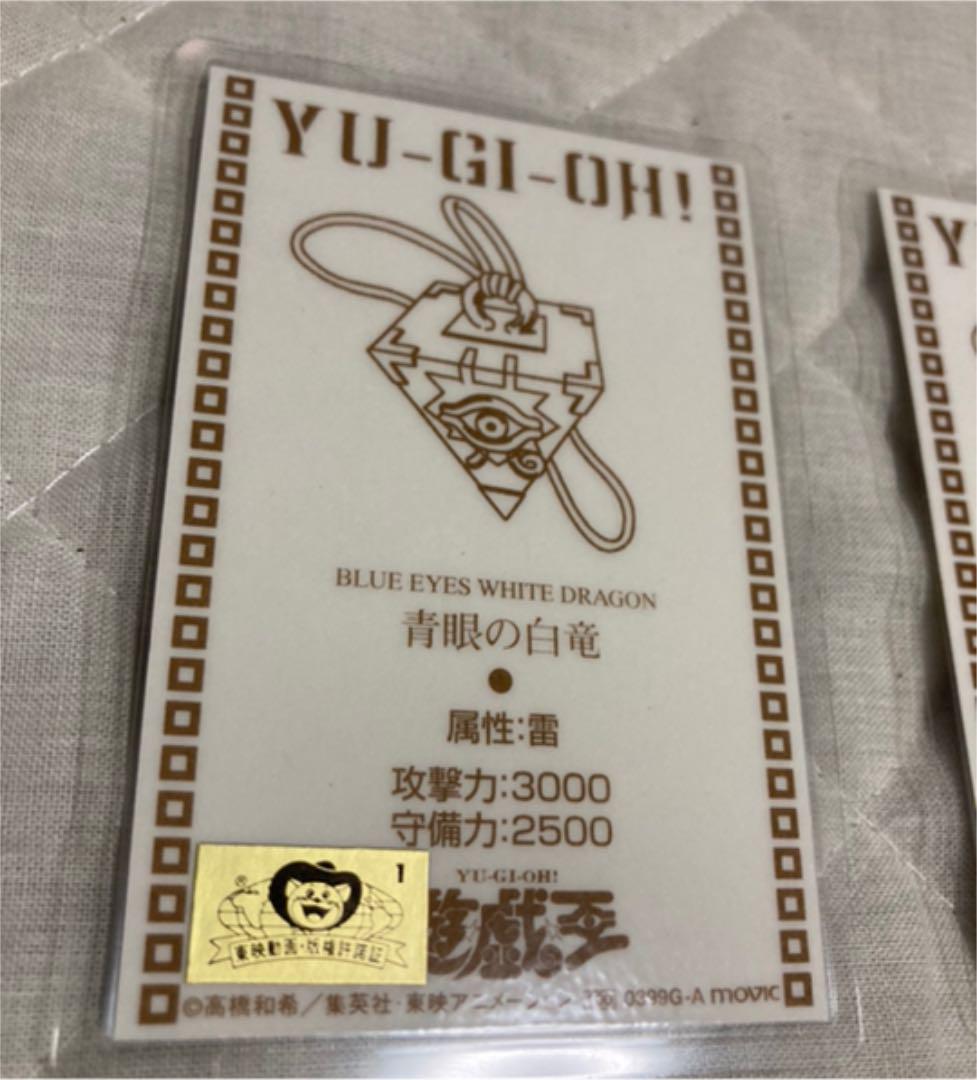 YU-GI-OH!
BLUE EYES WHITE DRAGON
青眼の白竜
●
属性:雷
攻撃力:3000
守備力:2500
YU-GI-OH!
遊戯王
1
®
東映動画・版権許諾証
©高橋和希／集英社・東映アニメーション 0399G-A movic
Y